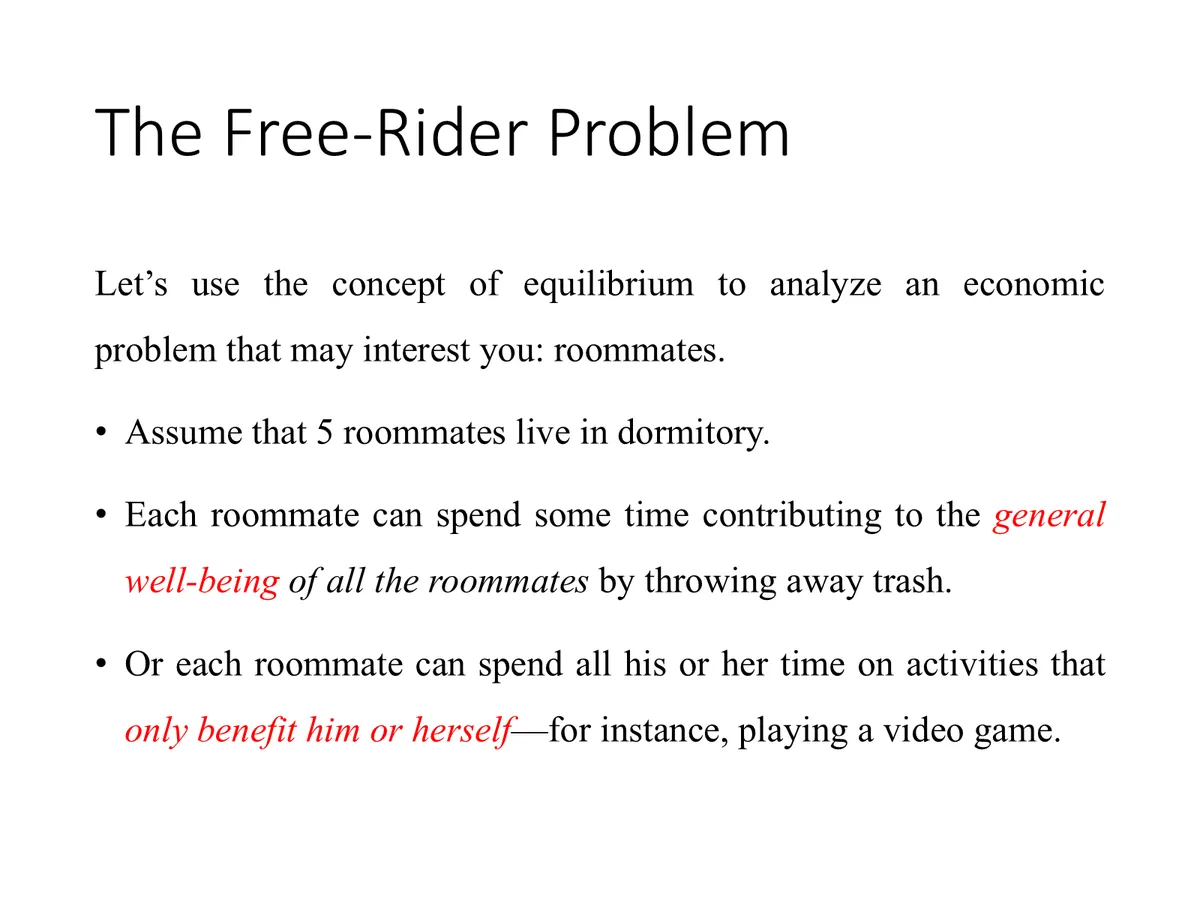 The Free-Rider Problem
Let’s use the concept of equilibrium to analyze an economic
problem that may interest you: roommates.
• Assume that 5 roommates live in dormitory.
• Each roommate can spend some time contributing to the general
well-being of all the roommates by throwing away trash.
• Or each roommate can spend all his or her time on activities that
only benefit him or herself—for instance, playing a video game.